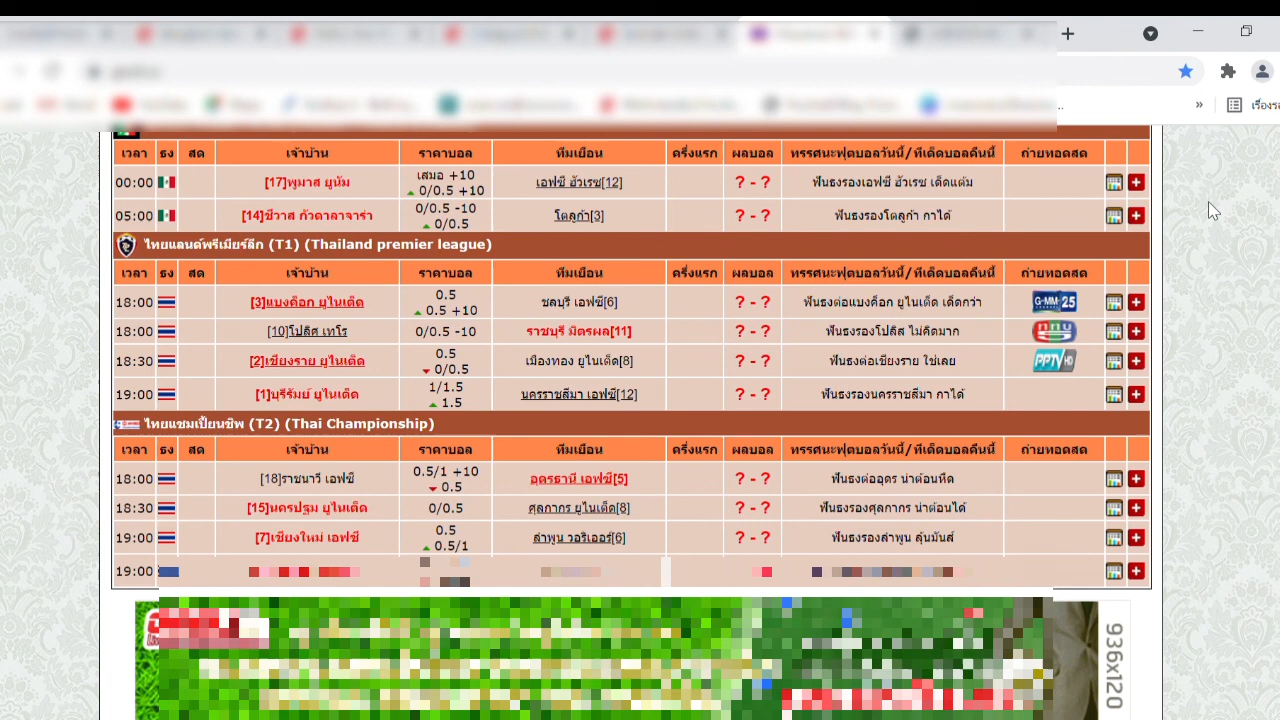 เรื่องรอ
เวลา ธง สด เจ้าบ้าน ราคาบอล ทีมเยือน ครึ่งแรก ผลบอล ทรรศนะฟุตบอลวันนี้/ทีเด็ดบอลคืนนี้ ถ่ายทอดสด
00:00 [17]พูมาส ยูนัม เสมอ +10 0/0.5 +10 เอฟซี ฮัวเรซ[12] ? - ? ฟันธงรองเอฟซี ฮัวเรซ เด็ดแต้ม
05:00 [14]ชีวาส กัวดาลาจาร่า 0/0.5 -10 0/0.5 โตลูก้า[3] ? - ? ฟันธงรองโตลูก้า กาได้
ไทยแลนด์พรีเมียร์ลีก (T1) (Thailand premier league)
เวลา ธง สด เจ้าบ้าน ราคาบอล ทีมเยือน ครึ่งแรก ผลบอล ทรรศนะฟุตบอลวันนี้/ทีเด็ดบอลคืนนี้ ถ่ายทอดสด
18:00 [3]แบงค็อก ยูไนเต็ด 0.5 0.5 +10 ชลบุรี เอฟซี[6] ? - ? ฟันธงต่อแบงค็อก ยูไนเต็ด เด็ดกว่า GMM 25
18:00 [10]โปลิศ เทโร 0/0.5 -10 ราชบุรี มิตรผล[11] ? - ? ฟันธงรองโปลิส ไม่คิดมาก
18:30 [2]เชียงราย ยูไนเต็ด 0.5 0/0.5 เมืองทอง ยูไนเต็ด[8] ? - ? ฟันธงต่อเชียงราย ใช่เลย PPTV HD
19:00 [1]บุรีรัมย์ ยูไนเต็ด 1/1.5 1.5 นครราชสีมา เอฟซี[12] ? - ? ฟันธงรองนครราชสีมา กาได้
ไทยแชมเปี้ยนชิพ (T2) (Thai Championship)
เวลา ธง สด เจ้าบ้าน ราคาบอล ทีมเยือน ครึ่งแรก ผลบอล ทรรศนะฟุตบอลวันนี้/ทีเด็ดบอลคืนนี้ ถ่ายทอดสด
18:00 [18]ราชนาวี เอฟซี 0.5/1 +10 0.5 อุดรธานี เอฟซี[5] ? - ? ฟันธงต่ออุดร น่าต้อนหืด
18:30 [15]นครปฐม ยูไนเต็ด 0/0.5 ศุลกากร ยูไนเต็ด[8] ? - ? ฟันธงรองศุลกากร น่าต้อนได้
19:00 [7]เชียงใหม่ เอฟซี 0.5 0.5/1 ลำพูน วอริเออร์[6] ? - ? ฟันธงรองลำพูน ลุ้นมันส์
19:00
936x120